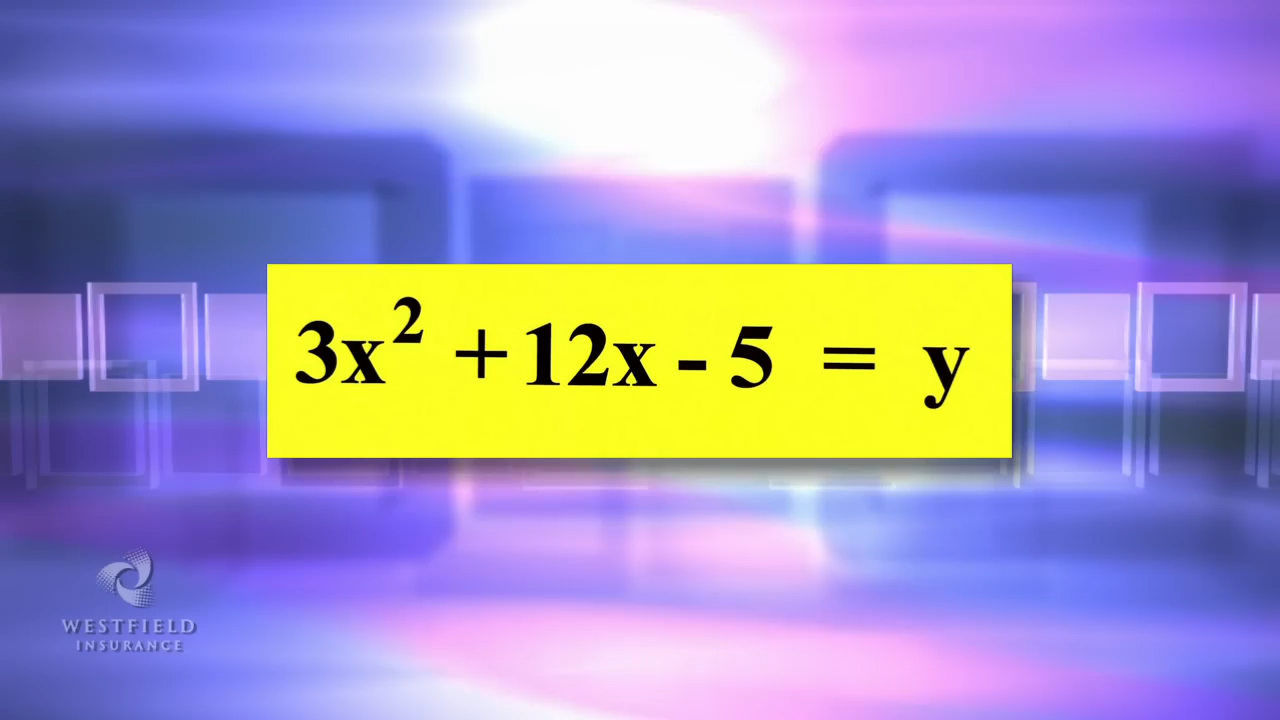 3x² + 12x - 5 = y
WESTFIELD
INSURANCE